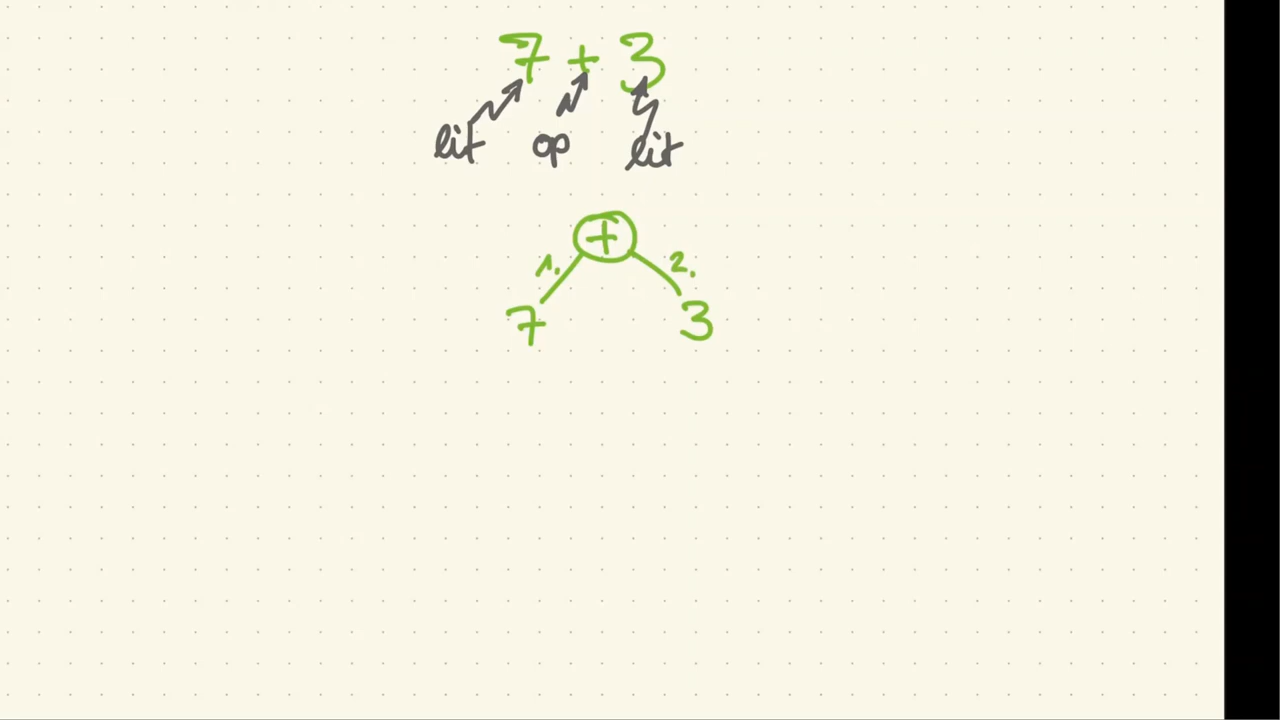 7 + 3
lit op lit
+
1. 2.
7 3